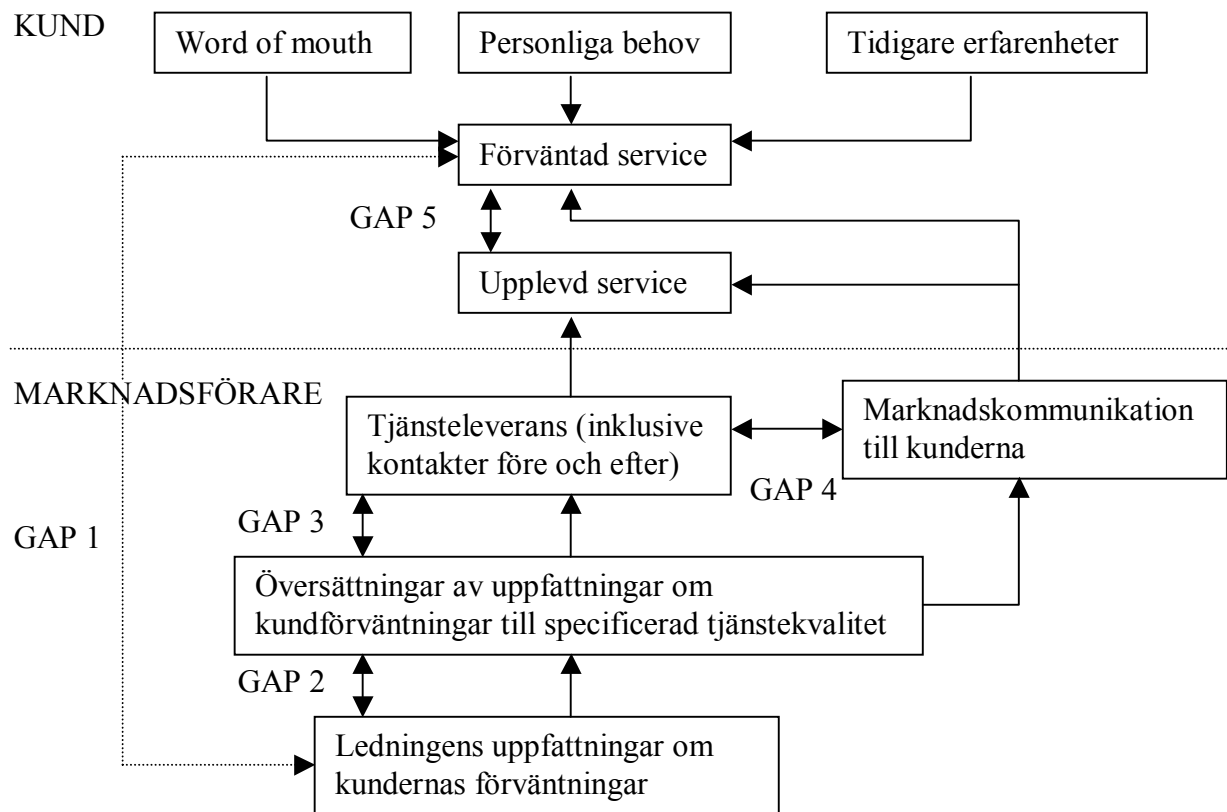 KUND
Word of mouth
Personliga behov
Tidigare erfarenheter
Förväntad service
GAP 5
Upplevd service
MARKNADSFÖRARE
Tjänsteleverans (inklusive
kontakter före och efter)
Marknadskommunikation
till kunderna
GAP 4
GAP 3
GAP 1
Översättningar av uppfattningar om
kundförväntningar till specificerad tjänstekvalitet
GAP 2
Ledningens uppfattningar om
kundernas förväntningar